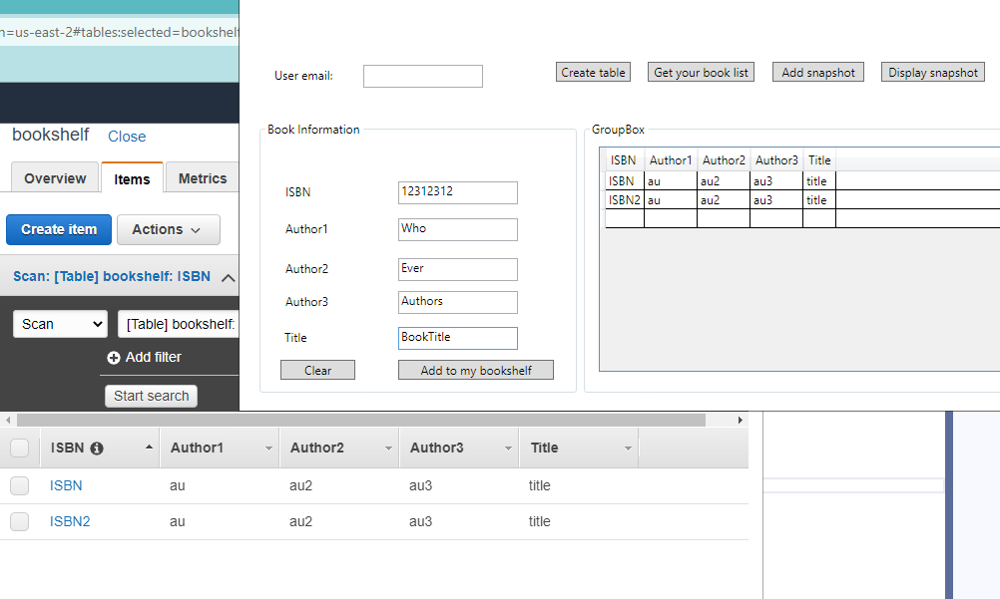 n=us-east-2#tables:selected=bookshelf
bookshelf Close
Overview Items Metrics
Create item Actions
Scan: [Table] bookshelf: ISBN
Scan [Table] bookshelf:
Add filter
Start search
User email: Create table Get your book list Add snapshot Display snapshot
Book Information
ISBN 12312312
Author1 Who
Author2 Ever
Author3 Authors
Title BookTitle
Clear Add to my bookshelf
GroupBox
ISBN Author1 Author2 Author3 Title
ISBN au au2 au3 title
ISBN2 au au2 au3 title
ISBN Author1 Author2 Author3 Title
ISBN au au2 au3 title
ISBN2 au au2 au3 title